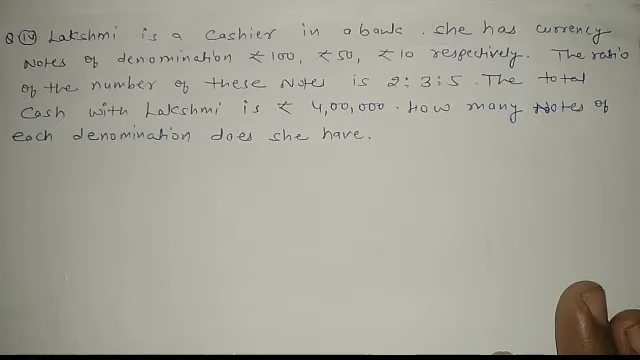 Q (iv) Lakshmi is a cashier in a bank. she has currency
Notes of denomination ₹ 100, ₹ 50, ₹ 10 respectively. The ratio
of the number of these Notes is 2:3:5. The total
Cash with Lakshmi is ₹ 4,00,000. How many Notes of
each denomination does she have.